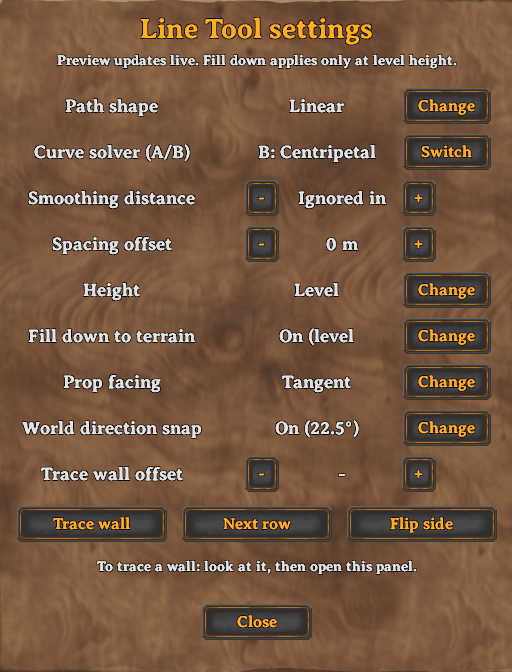 Line Tool settings
Preview updates live. Fill down applies only at level height.
Path shape Linear Change
Curve solver (A/B) B: Centripetal Switch
Smoothing distance - Ignored in +
Spacing offset - 0 m +
Height Level Change
Fill down to terrain On (level Change
Prop facing Tangent Change
World direction snap On (22.5°) Change
Trace wall offset - - +
Trace wall Next row Flip side
To trace a wall: look at it, then open this panel.
Close